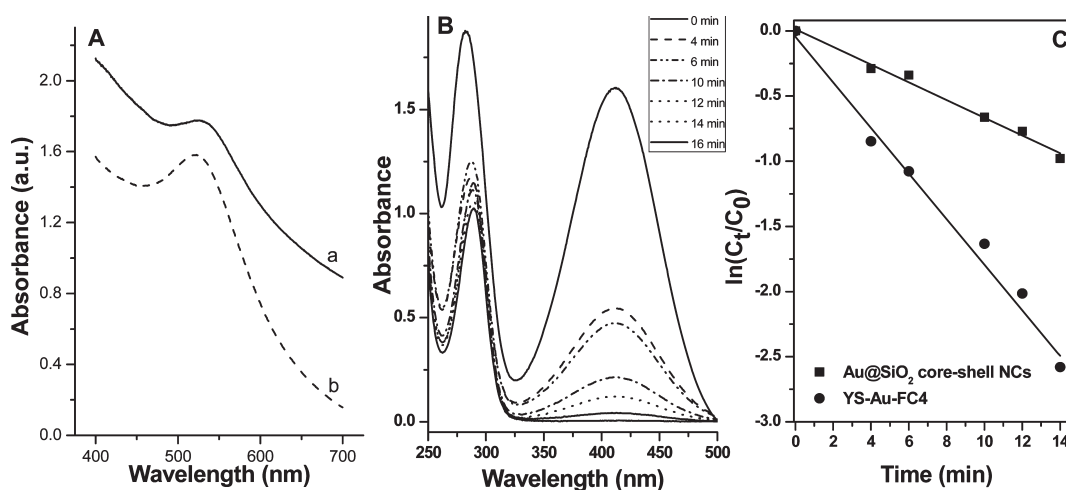 A
Absorbance (a.u.)
2.0
1.6
1.2
0.8
0.4
0.0
400
500
600
700
Wavelength (nm)
a
b
B
Absorbance
1.5
1.0
0.5
0.0
250
300
350
400
450
500
Wavelength (nm)
0 min
4 min
6 min
10 min
12 min
14 min
16 min
C
ln(Ct/C0)
0.0
-0.5
-1.0
-1.5
-2.0
-2.5
-3.0
0
4
6
10
12
14
Time (min)
Au@SiO2 core-shell NCs
YS-Au-FC4